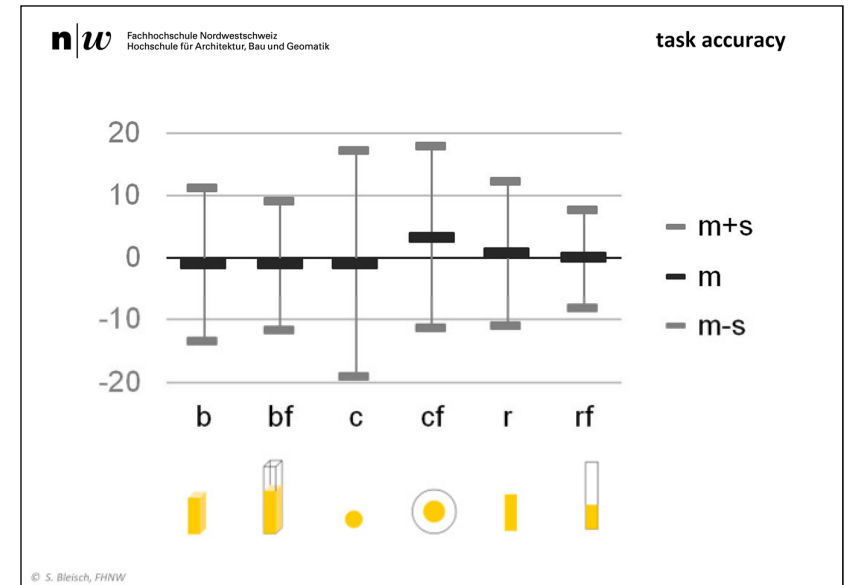 n|w Fachhochschule Nordwestschweiz
Hochschule für Architektur, Bau und Geomatik
task accuracy
20
10
0
-10
-20
m+s
m
m-s
b bf c cf r rf
© S. Bleisch, FHNW